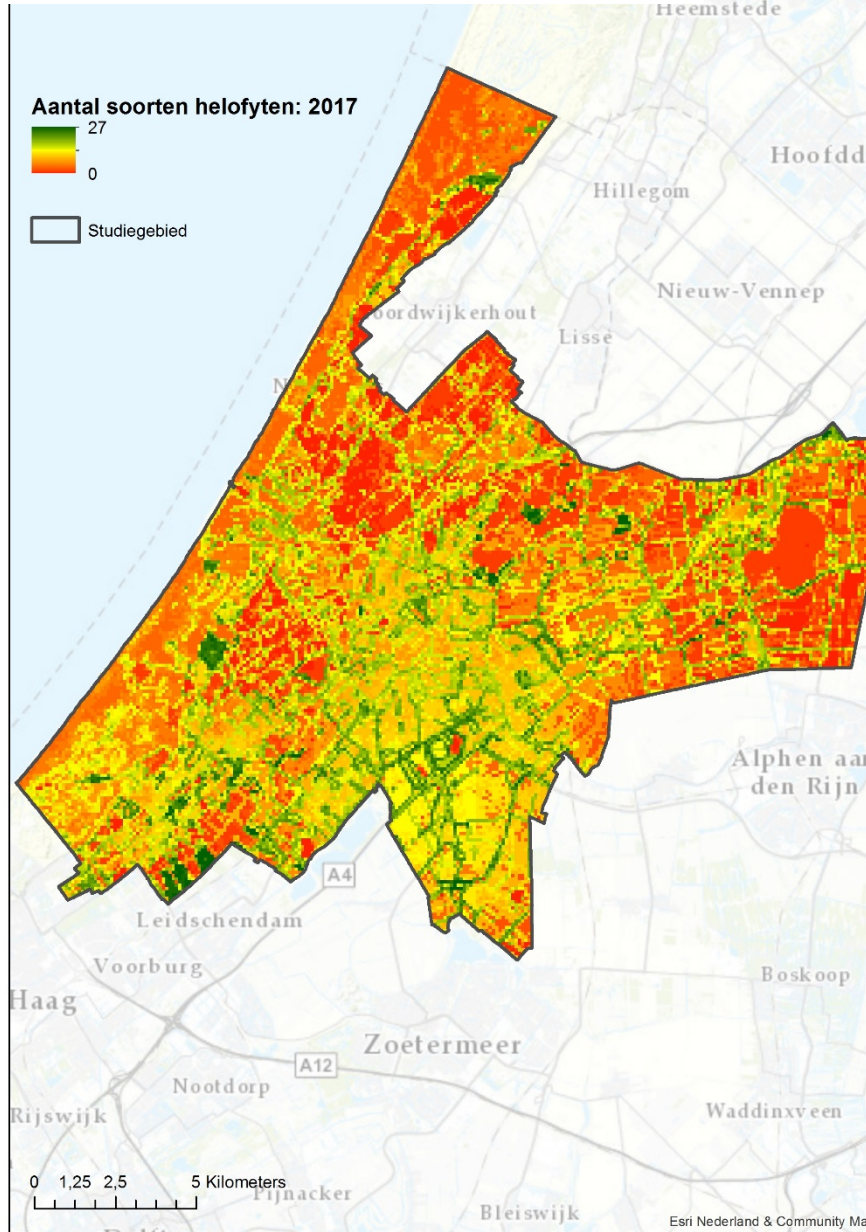 Heemstede
Aantal soorten helofyten: 2017
27
0
Hoofdd
Hillegom
Studiegebied
Nieuw-Vennep
oordwijkerhout
Lisse
N
Alphen aan
den Rijn
A4
Leidschendam
Voorburg
Boskoop
Haag
Zoetermeer
A12
Nootdorp
Rijswijk
Waddinxveen
0 1,25 2,5 5 Kilometers
Pijnacker
Bleiswijk
Esri Nederland & Community Ma